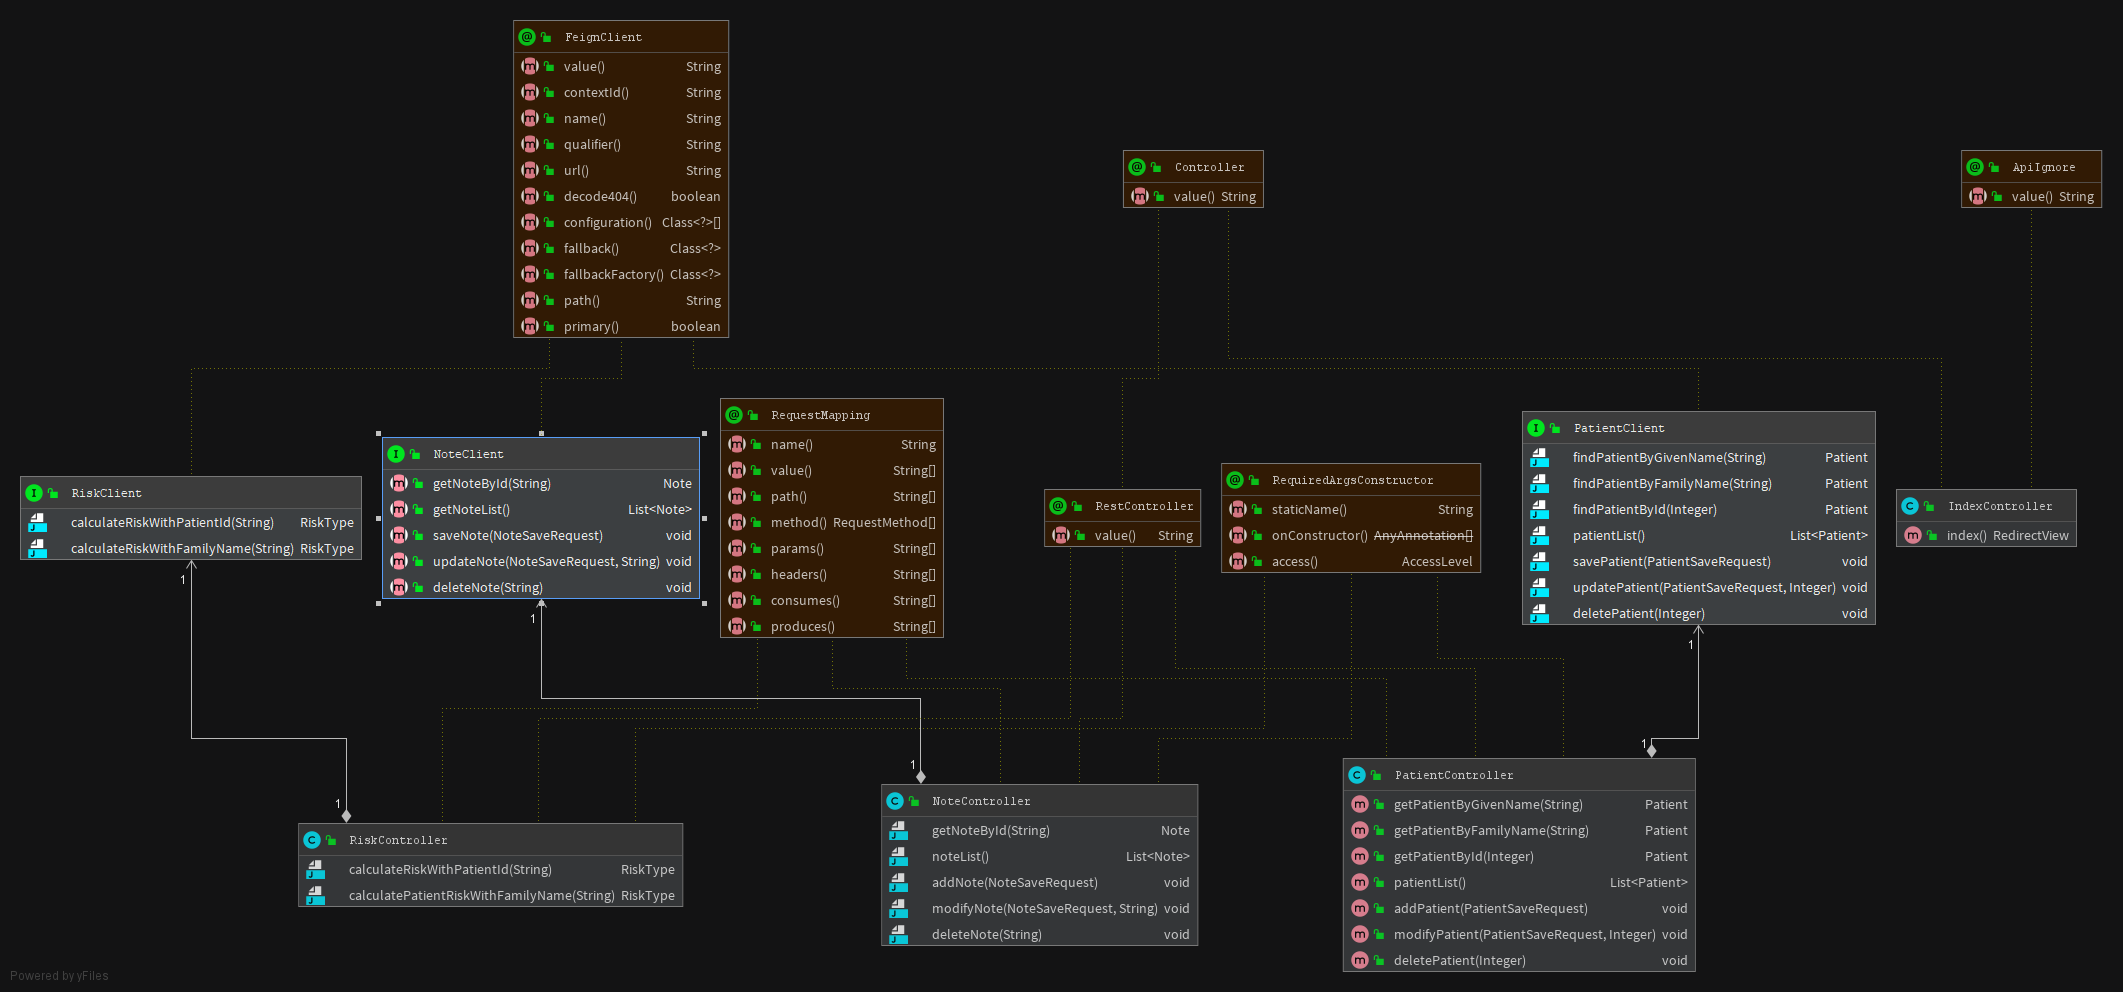 FeignClient
value() String
contextId() String
name() String
qualifier() String
url() String
decode404() boolean
configuration() Class<?>[]
fallback() Class<?>
fallbackFactory() Class<?>
path() String
primary() boolean
Controller
value() String
ApiIgnore
value() String
RequestMapping
name() String
value() String[]
path() String[]
method() RequestMethod[]
params() String[]
headers() String[]
consumes() String[]
produces() String[]
PatientClient
findPatientByGivenName(String) Patient
findPatientByFamilyName(String) Patient
findPatientById(Integer) Patient
patientList() List<Patient>
savePatient(PatientSaveRequest) void
updatePatient(PatientSaveRequest, Integer) void
deletePatient(Integer) void
NoteClient
getNoteById(String) Note
getNoteList() List<Note>
saveNote(NoteSaveRequest) void
updateNote(NoteSaveRequest, String) void
deleteNote(String) void
RiskClient
calculateRiskWithPatientId(String) RiskType
calculateRiskWithFamilyName(String) RiskType
RestController
value() String
RequiredArgsConstructor
staticName() String
onConstructor() AnyAnnotation[]
access() AccessLevel
IndexController
index() RedirectView
1
1
1
1
1
1
RiskController
calculateRiskWithPatientId(String) RiskType
calculatePatientRiskWithFamilyName(String) RiskType
NoteController
getNoteById(String) Note
noteList() List<Note>
addNote(NoteSaveRequest) void
modifyNote(NoteSaveRequest, String) void
deleteNote(String) void
PatientController
getPatientByGivenName(String) Patient
getPatientByFamilyName(String) Patient
getPatientById(Integer) Patient
patientList() List<Patient>
addPatient(PatientSaveRequest) void
modifyPatient(PatientSaveRequest, Integer) void
deletePatient(Integer) void
Powered by yFiles